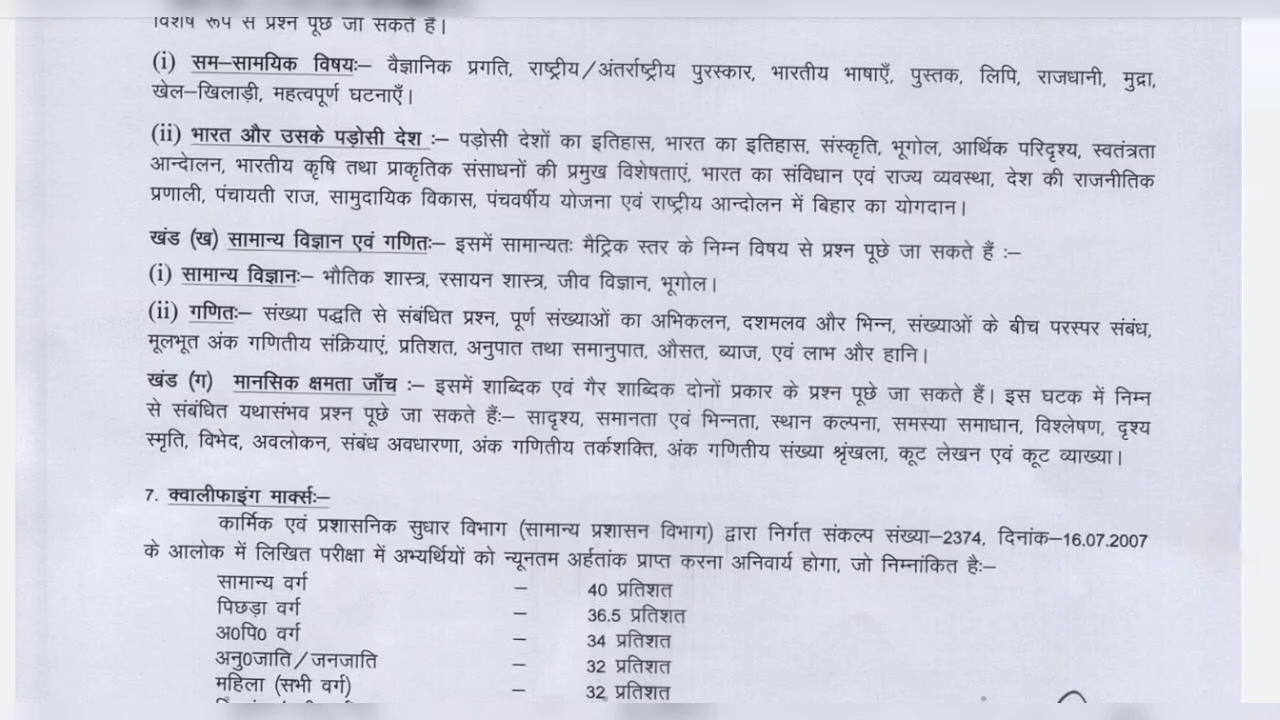 विशेष रूप से प्रश्न पूछे जा सकते हैं।
(i) सम–सामयिक विषयः– वैज्ञानिक प्रगति, राष्ट्रीय/अंतर्राष्ट्रीय पुरस्कार, भारतीय भाषाएँ, पुस्तक, लिपि, राजधानी, मुद्रा,
खेल–खिलाड़ी, महत्वपूर्ण घटनाएँ।
(ii) भारत और उसके पड़ोसी देश :– पड़ोसी देशों का इतिहास, भारत का इतिहास, संस्कृति, भूगोल, आर्थिक परिदृश्य, स्वतंत्रता
आन्देालन, भारतीय कृषि तथा प्राकृतिक संसाधनों की प्रमुख विशेषताएं, भारत का संविधान एवं राज्य व्यवस्था, देश की राजनीतिक
प्रणाली, पंचायती राज, सामुदायिक विकास, पंचवर्षीय योजना एवं राष्ट्रीय आन्दोलन में बिहार का योगदान।
खंड (ख) सामान्य विज्ञान एवं गणितः– इसमें सामान्यतः मैट्रिक स्तर के निम्न विषय से प्रश्न पूछे जा सकते हैं :–
(i) सामान्य विज्ञानः– भौतिक शास्त्र, रसायन शास्त्र, जीव विज्ञान, भूगोल।
(ii) गणितः– संख्या पद्धति से संबंधित प्रश्न, पूर्ण संख्याओं का अभिकलन, दशमलव और भिन्न, संख्याओं के बीच परस्पर संबंध,
मूलभूत अंक गणितीय संक्रियाएं, प्रतिशत, अनुपात तथा समानुपात, औसत, ब्याज, एवं लाभ और हानि।
खंड (ग) मानसिक क्षमता जाँच :– इसमें शाब्दिक एवं गैर शाब्दिक दोनों प्रकार के प्रश्न पूछे जा सकते हैं। इस घटक में निम्न
से संबंधित यथासंभव प्रश्न पूछे जा सकते हैंः– सादृश्य, समानता एवं भिन्नता, स्थान कल्पना, समस्या समाधान, विश्लेषण, दृश्य
स्मृति, विभेद, अवलोकन, संबंध अवधारणा, अंक गणितीय तर्कशक्ति, अंक गणितीय संख्या श्रृंखला, कूट लेखन एवं कूट व्याख्या।
7. क्वालीफाइंग मार्क्सः–
कार्मिक एवं प्रशासनिक सुधार विभाग (सामान्य प्रशासन विभाग) द्वारा निर्गत संकल्प संख्या–2374, दिनांक–16.07.2007
के आलोक में लिखित परीक्षा में अभ्यर्थियों को न्यूनतम अर्हतांक प्राप्त करना अनिवार्य होगा, जो निम्नांकित हैः–
सामान्य वर्ग – 40 प्रतिशत
पिछड़ा वर्ग – 36.5 प्रतिशत
अ0पि0 वर्ग – 34 प्रतिशत
अनु0जाति/जनजाति – 32 प्रतिशत
महिला (सभी वर्ग) – 32 प्रतिशत